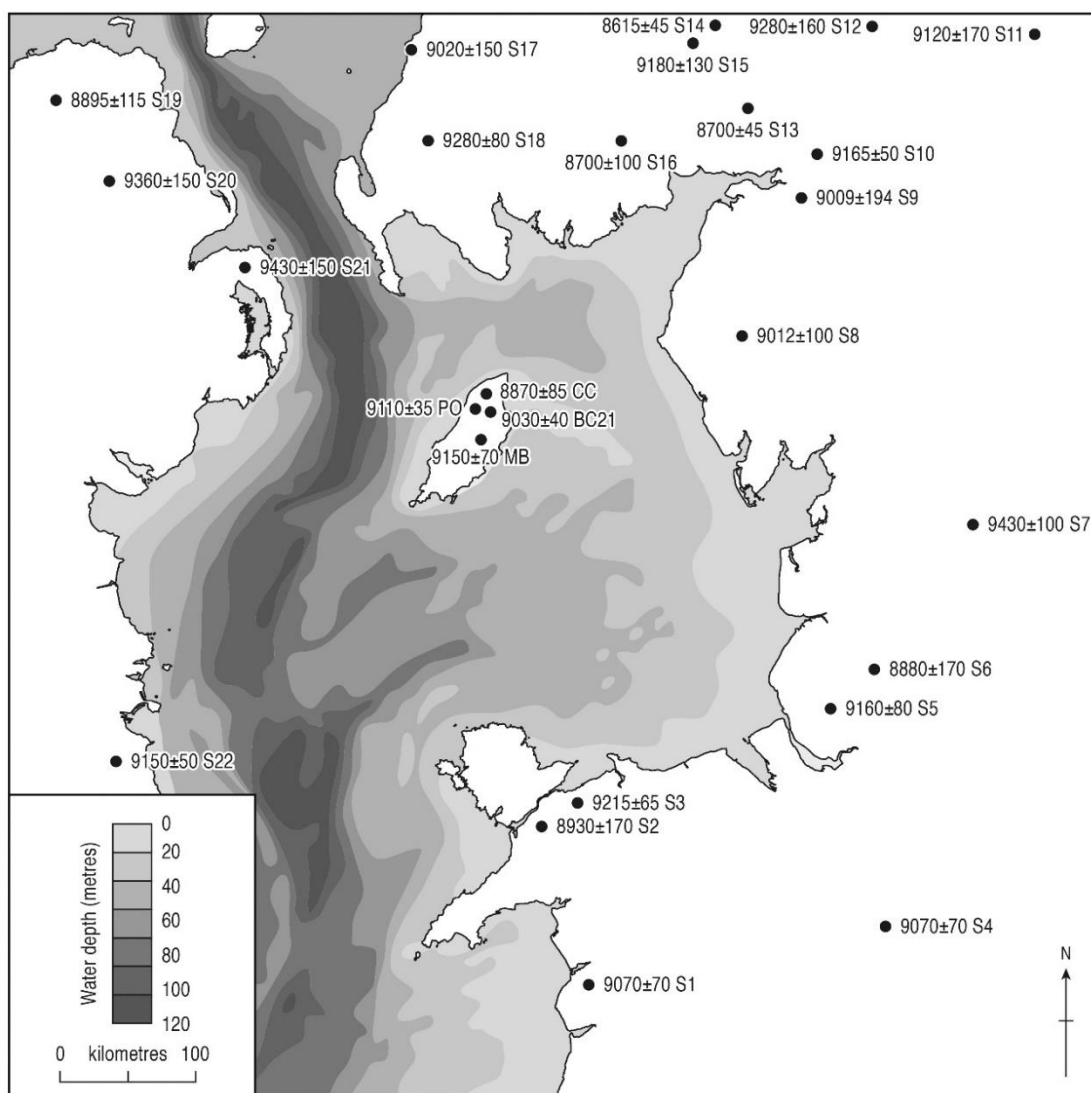 8615±45 S14
9280±160 S12
9120±170 S11
9020±150 S17
9180±130 S15
8895±115 S19
8700±45 S13
9280±80 S18
8700±100 S16
9165±50 S10
9360±150 S20
9009±194 S9
9430±150 S21
9012±100 S8
8870±85 CC
9110±35 PO
9030±40 BC21
9150±70 MB
9430±100 S7
8880±170 S6
9160±80 S5
9150±50 S22
9215±65 S3
8930±170 S2
9070±70 S4
9070±70 S1
Water depth (metres)
0
20
40
60
80
100
120
0 kilometres 100
N